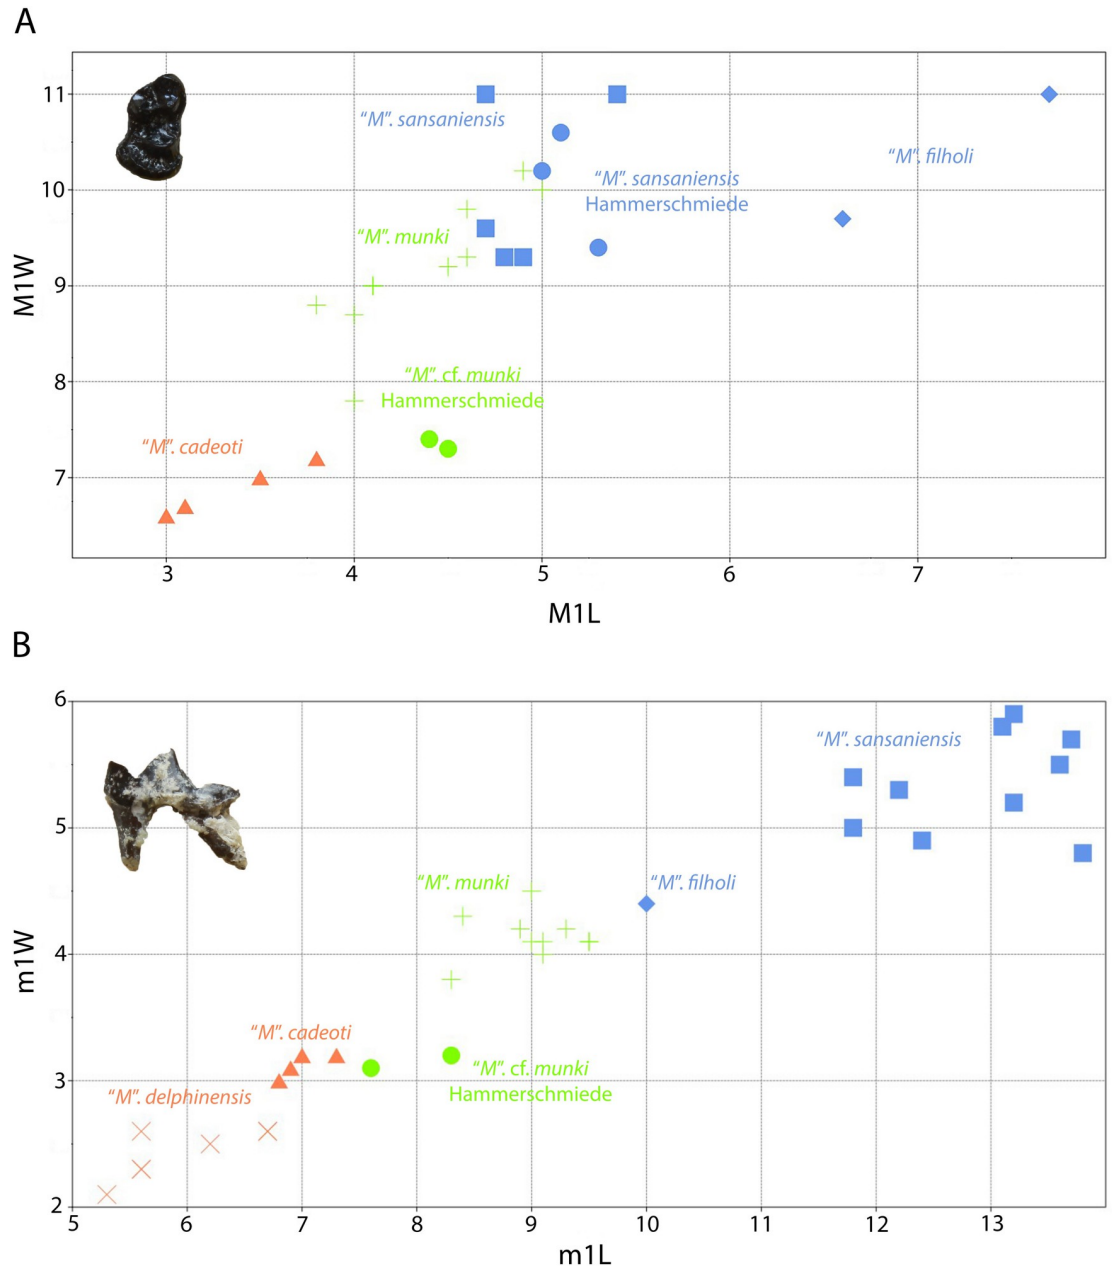 A
11
10
9
8
7
M1W
"M". sansaniensis
"M". filholi
"M". sansaniensis
Hammerschmiede
"M". munki
"M". cf. munki
Hammerschmiede
"M". cadeoti
3
4
5
6
7
M1L
B
6
5
4
3
2
m1W
"M". sansaniensis
"M". munki
"M". filholi
"M". cadeoti
"M". cf. munki
Hammerschmiede
"M". delphinensis
5
6
7
8
9
10
11
12
13
m1L